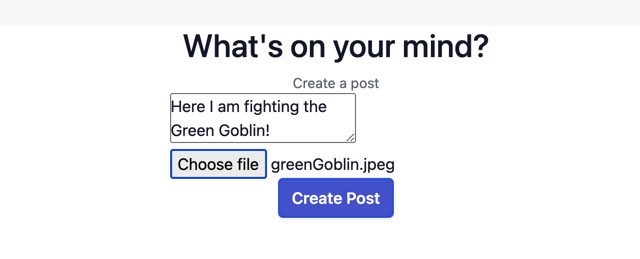 What's on your mind?
Create a post
Here I am fighting the
Green Goblin!
Choose file greenGoblin.jpeg
Create Post